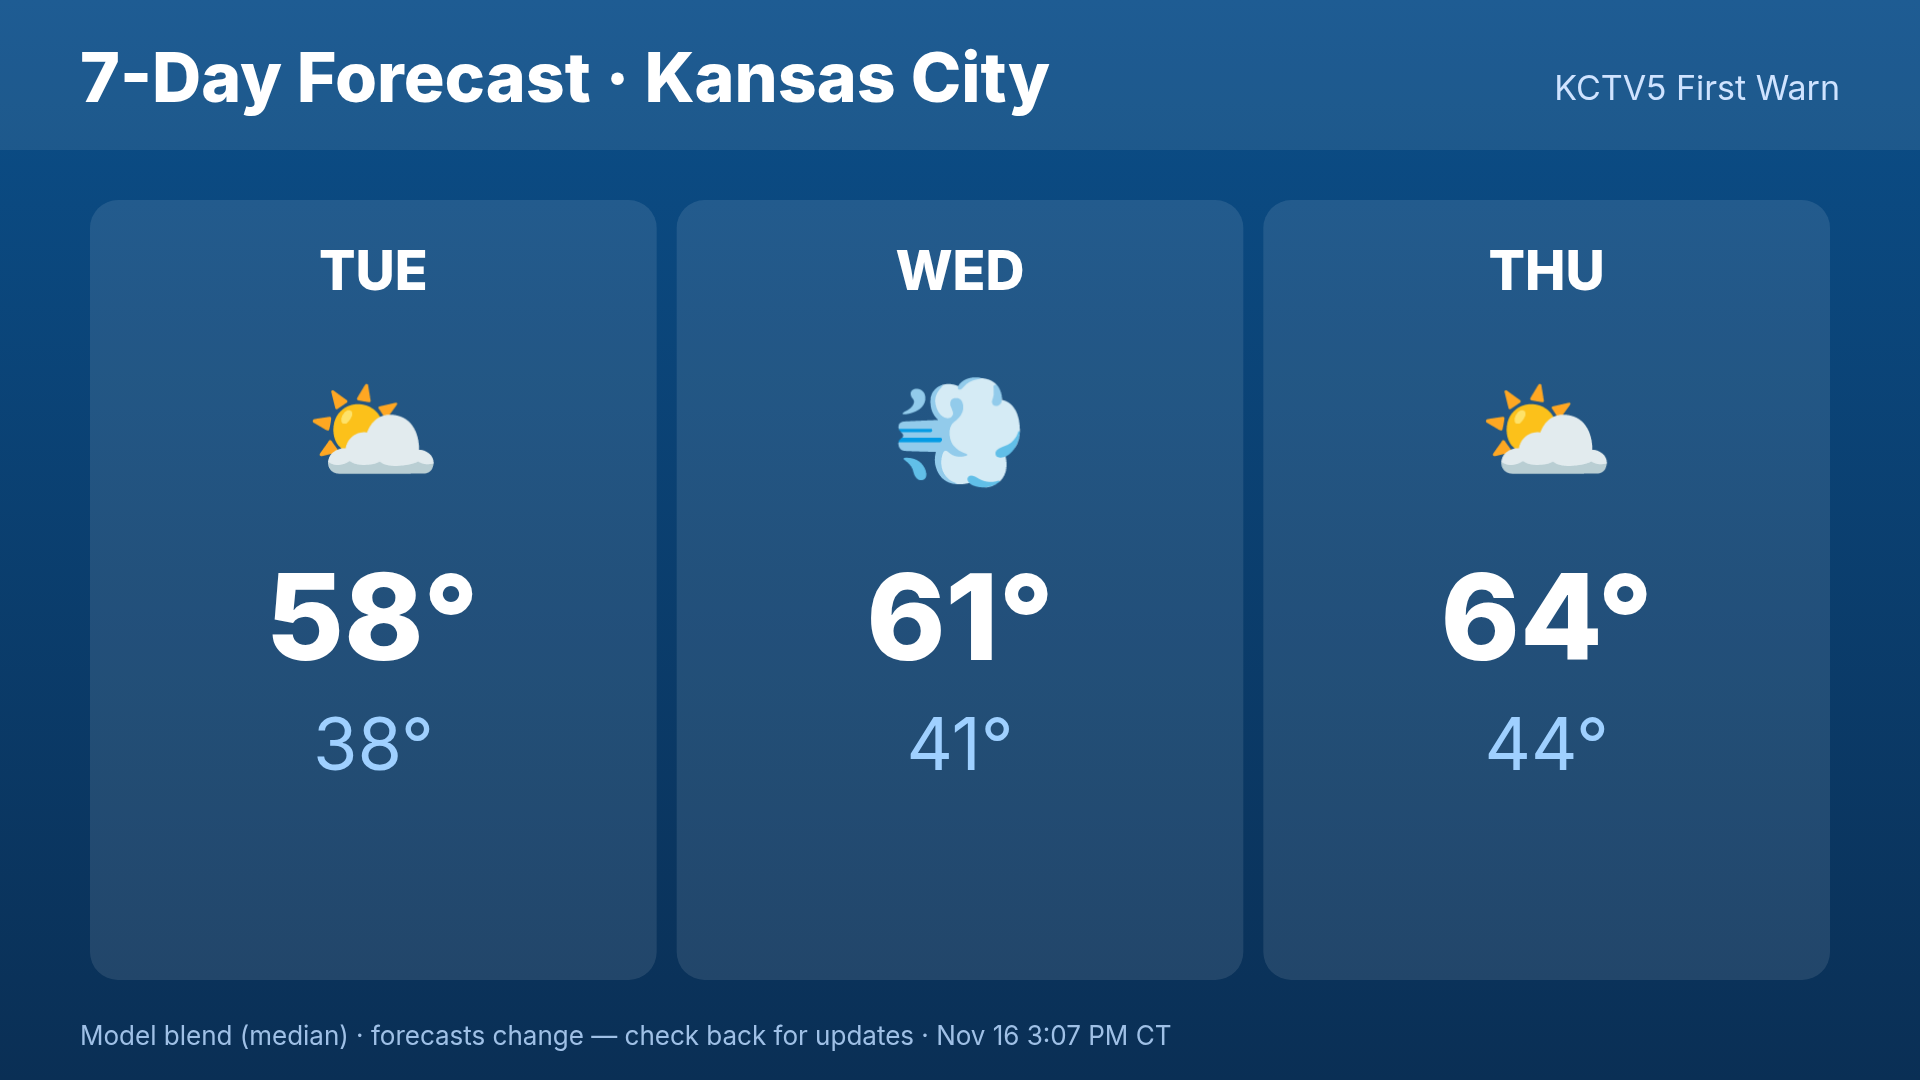 7-Day Forecast · Kansas City
KCTV5 First Warn
TUE
58°
38°
WED
61°
41°
THU
64°
44°
Model blend (median) · forecasts change — check back for updates · Nov 16 3:07 PM CT